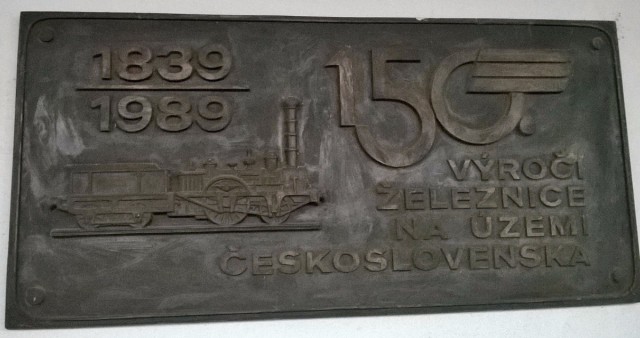 1839
1989
150.
VÝROČÍ
ŽELEZNICE
NA ÚZEMÍ
ČESKOSLOVENSKA